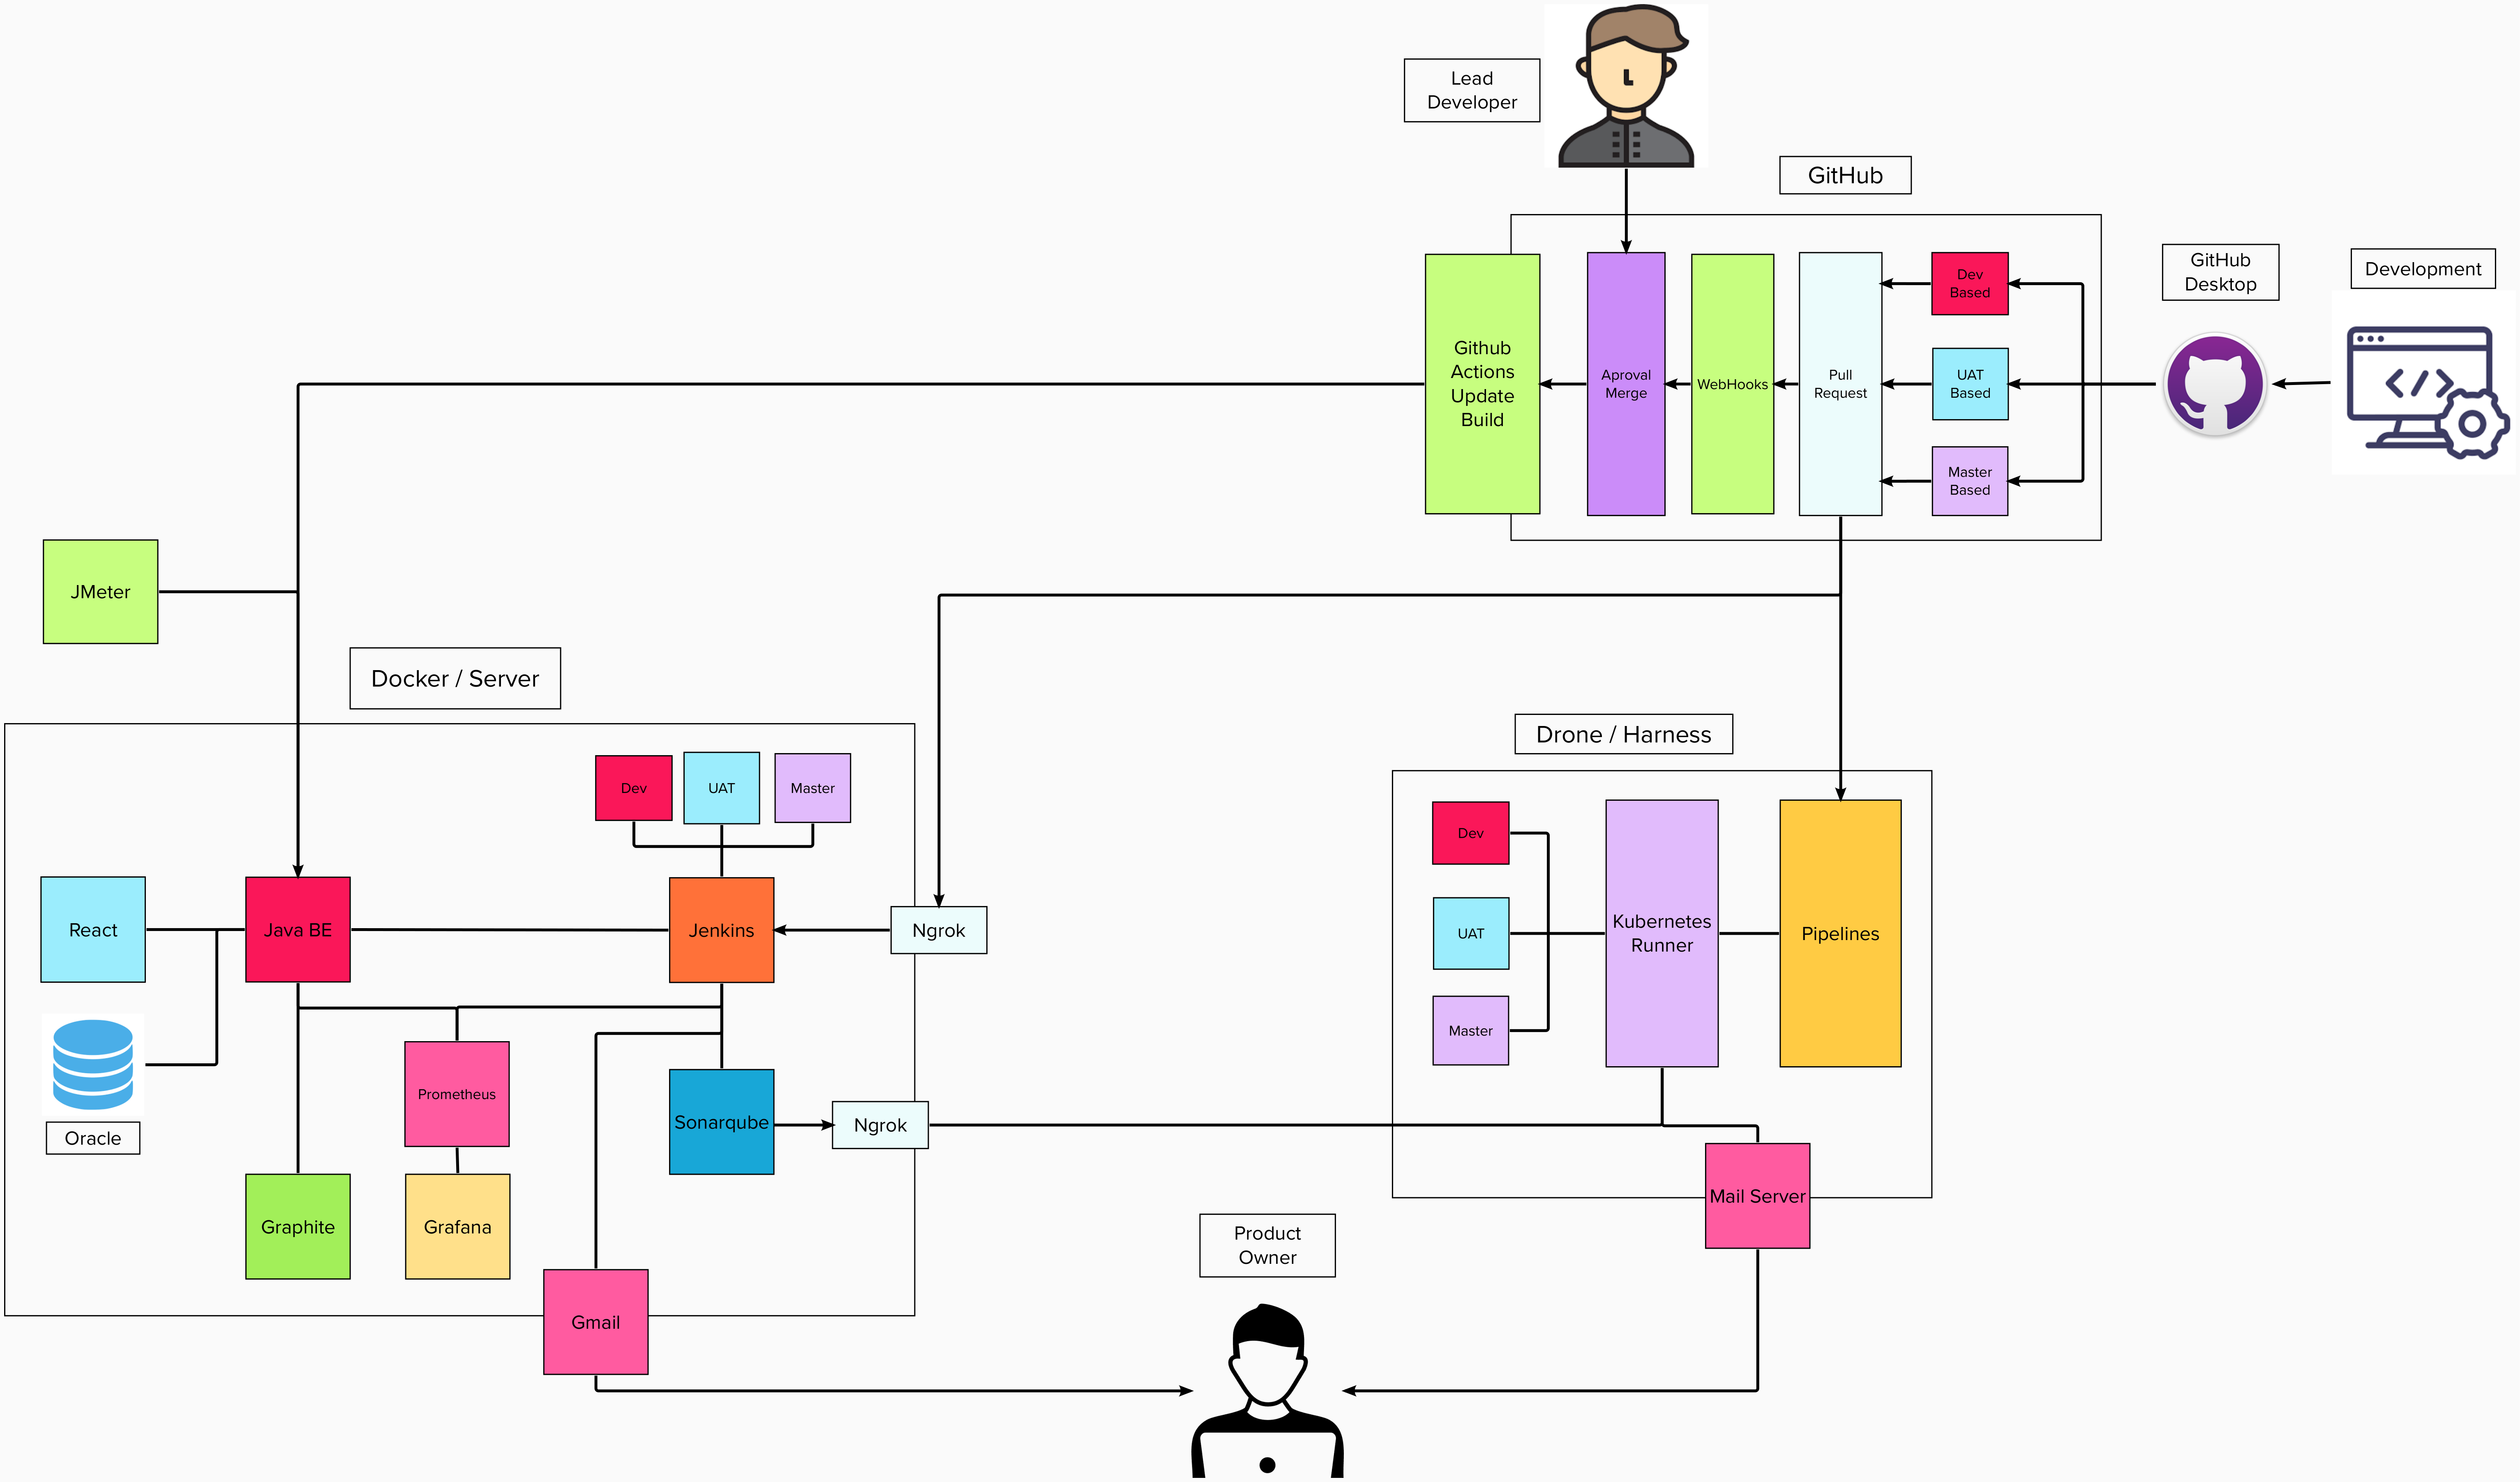 Lead
Developer
GitHub
GitHub
Desktop
Development
Dev
Based
Github
Actions
Update
Build
Aproval
Merge
WebHooks
Pull
Request
UAT
Based
Master
Based
JMeter
Docker / Server
Drone / Harness
Dev
UAT
Master
Dev
React
Java BE
Jenkins
Ngrok
UAT
Kubernetes
Runner
Pipelines
Master
Prometheus
Sonarqube
Ngrok
Oracle
Mail Server
Graphite
Grafana
Product
Owner
Gmail